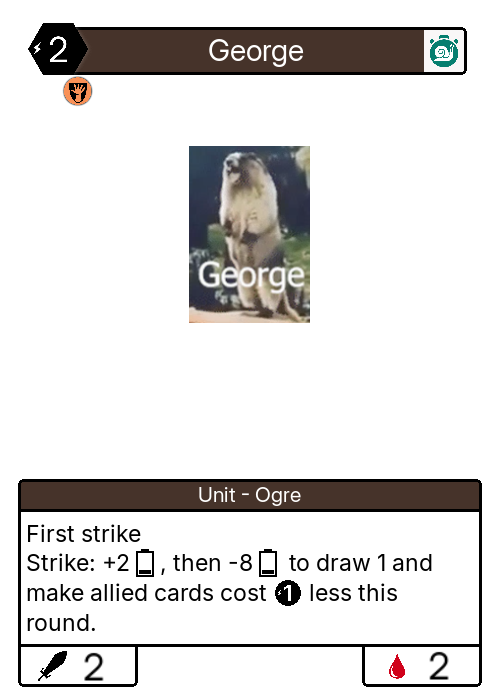 2
George
George
Unit - Ogre
First strike
Strike: +2 , then -8 to draw 1 and
make allied cards cost 1 less this
round.
2
2